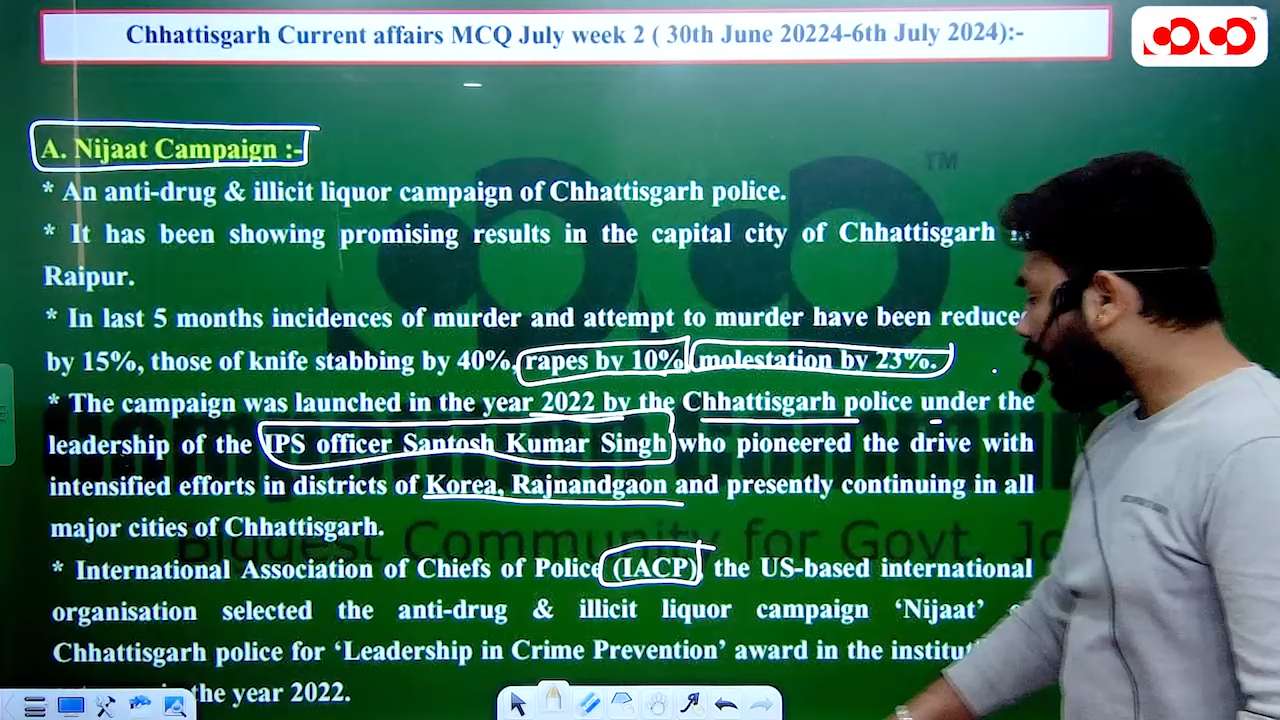 Chhattisgarh Current affairs MCQ July week 2 ( 30th June 20224-6th July 2024):-
TM
A. Nijaat Campaign :-
* An anti-drug & illicit liquor campaign of Chhattisgarh police.
* It has been showing promising results in the capital city of Chhattisgarh
Raipur.
* In last 5 months incidences of murder and attempt to murder have been reduced
by 15%, those of knife stabbing by 40%, rapes by 10% molestation by 23%.
* The campaign was launched in the year 2022 by the Chhattisgarh police under the
leadership of the IPS officer Santosh Kumar Singh who pioneered the drive with
intensified efforts in districts of Korea, Rajnandgaon and presently continuing in all
major cities of Chhattisgarh.
Biggest Community for Govt.
* International Association of Chiefs of Police (IACP), the US-based international
organisation selected the anti-drug & illicit liquor campaign ‘Nijaat’
Chhattisgarh police for ‘Leadership in Crime Prevention’ award in the
the year 2022.